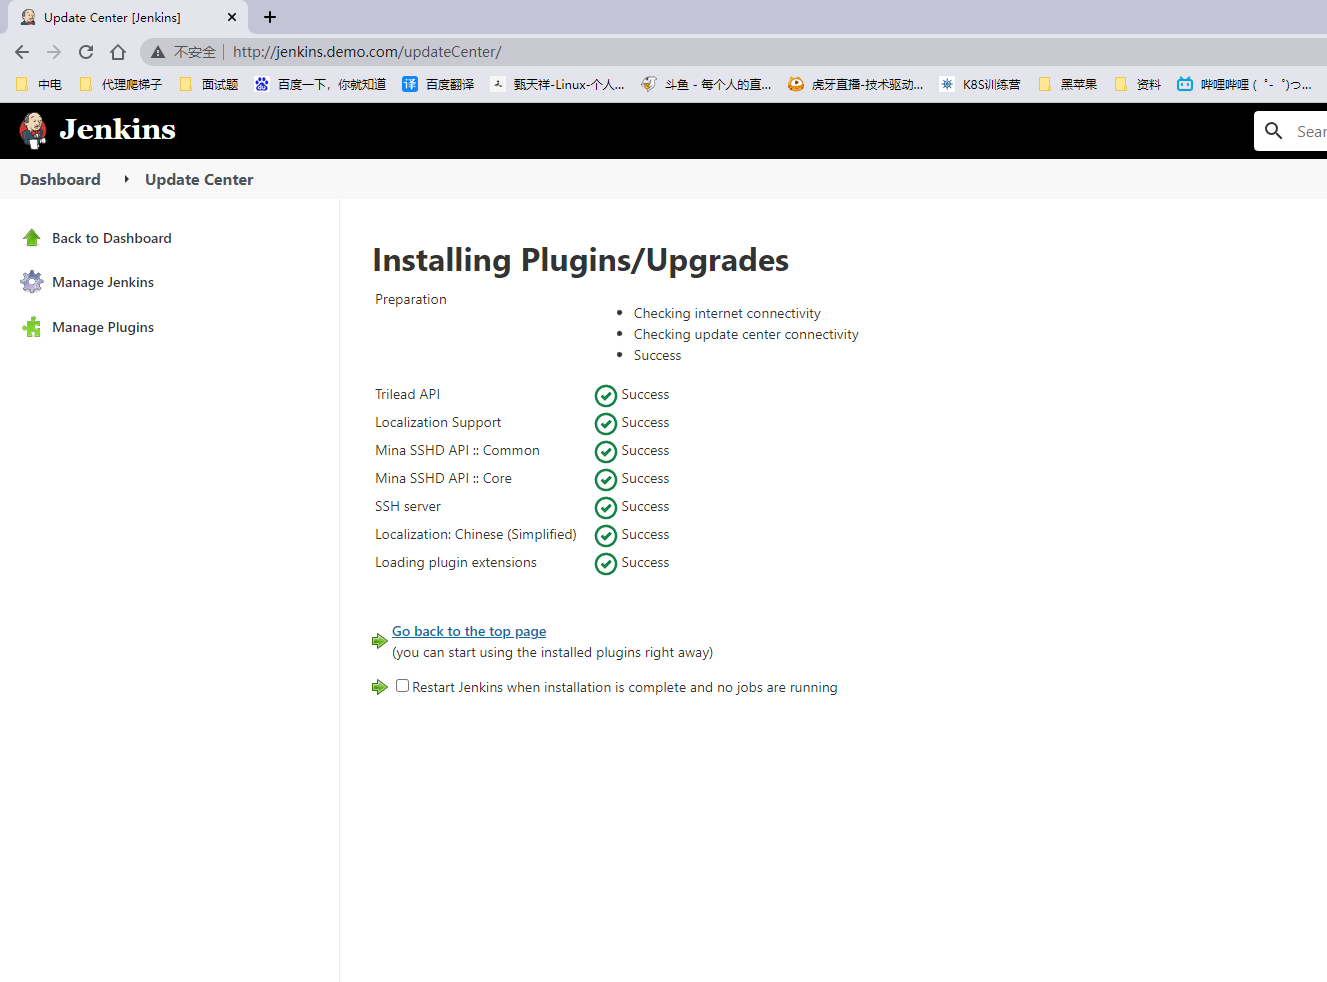 Update Center [Jenkins]
不安全 http://jenkins.demo.com/updateCenter/
中电 代理爬梯子 面试题 百度一下，你就知道 译 百度翻译 甄天祥-Linux-个人... 斗鱼 - 每个人的直... 虎牙直播-技术驱动... K8S训练营 黑苹果 资料 哔哩哔哩 ( ゜- ゜)つ...
Jenkins
Sear
Dashboard Update Center
Back to Dashboard
Manage Jenkins
Manage Plugins
Installing Plugins/Upgrades
Preparation
Checking internet connectivity
Checking update center connectivity
Success
Trilead API Success
Localization Support Success
Mina SSHD API :: Common Success
Mina SSHD API :: Core Success
SSH server Success
Localization: Chinese (Simplified) Success
Loading plugin extensions Success
Go back to the top page
(you can start using the installed plugins right away)
Restart Jenkins when installation is complete and no jobs are running